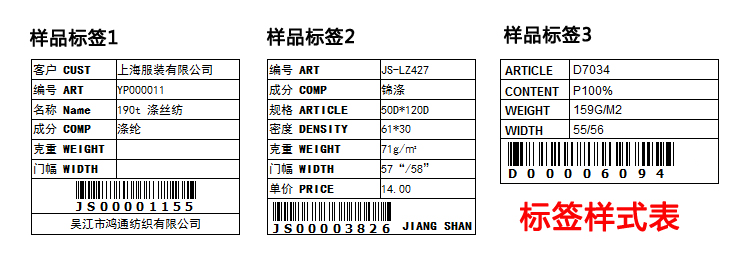 样品标签1
客户 CUST 上海服装有限公司
编号 ART YP000011
名称 Name 190t 涤丝纺
成分 COMP 涤纶
克重 WEIGHT
门幅 WIDTH
JS00001155
吴江市鸿通纺织有限公司
样品标签2
编号 ART JS-LZ427
成分 COMP 锦涤
规格 ARTICLE 50D*120D
密度 DENSITY 61*30
克重 WEIGHT 71g/㎡
门幅 WIDTH 57“/58”
单价 PRICE 14.00
JS00003826 JIANG SHAN
样品标签3
ARTICLE D7034
CONTENT P100%
WEIGHT 159G/M2
WIDTH 55/56
D00006094
标签样式表